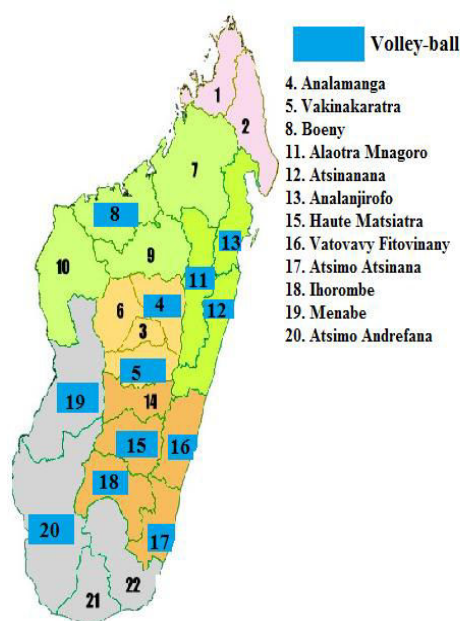 Volley-ball
4. Analamanga
5. Vakinakaratra
8. Boeny
11. Alaotra Mnagoro
12. Atsinanana
13. Analanjirofo
15. Haute Matsiatra
16. Vatovavy Fitovinany
17. Atsimo Atsinana
18. Ihorombe
19. Menabe
20. Atsimo Andrefana
1
2
7
8
13
9
10
11
4
6
12
3
5
14
19
15
16
18
20
17
22
21